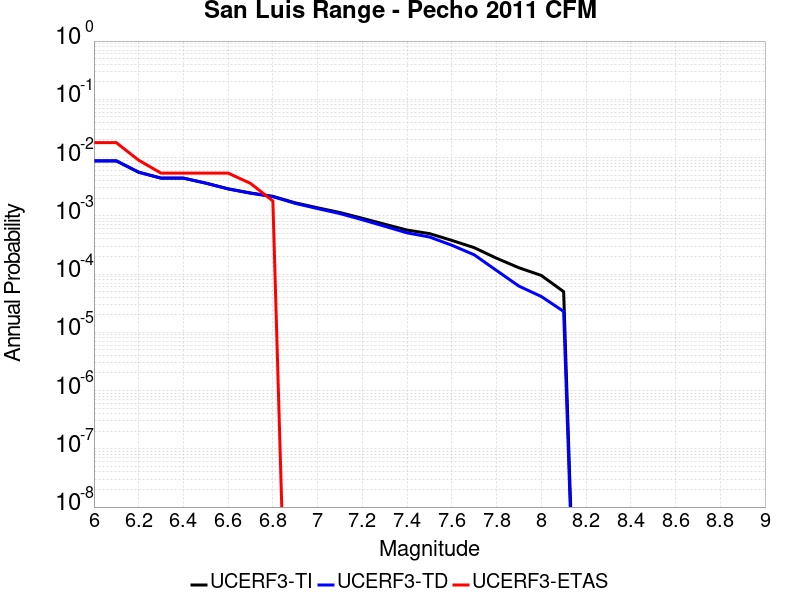 San Luis Range - Pecho 2011 CFM
10^0
10^-1
10^-2
10^-3
10^-4
10^-5
10^-6
10^-7
10^-8
Annual Probability
6 6.2 6.4 6.6 6.8 7 7.2 7.4 7.6 7.8 8 8.2 8.4 8.6 8.8 9
Magnitude
UCERF3-TI UCERF3-TD UCERF3-ETAS